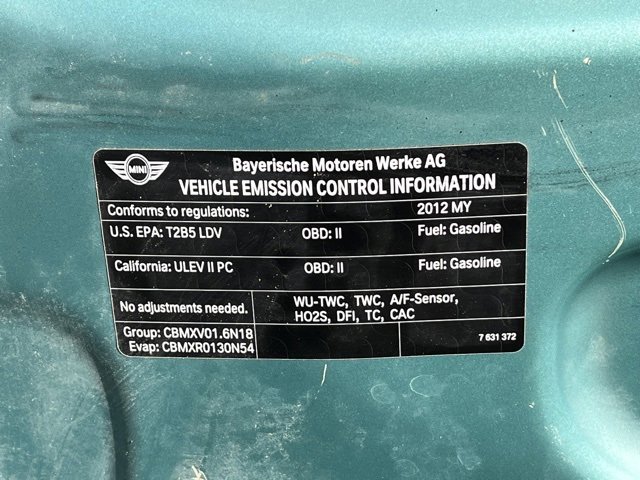 MINI
Bayerische Motoren Werke AG
VEHICLE EMISSION CONTROL INFORMATION
Conforms to regulations: 2012 MY
U.S. EPA: T2B5 LDV OBD: II Fuel: Gasoline
California: ULEV II PC OBD: II Fuel: Gasoline
No adjustments needed.
WU-TWC, TWC, A/F-Sensor,
HO2S, DFI, TC, CAC
Group: CBMXV01.6N18
Evap: CBMXR0130N54
7 631 372